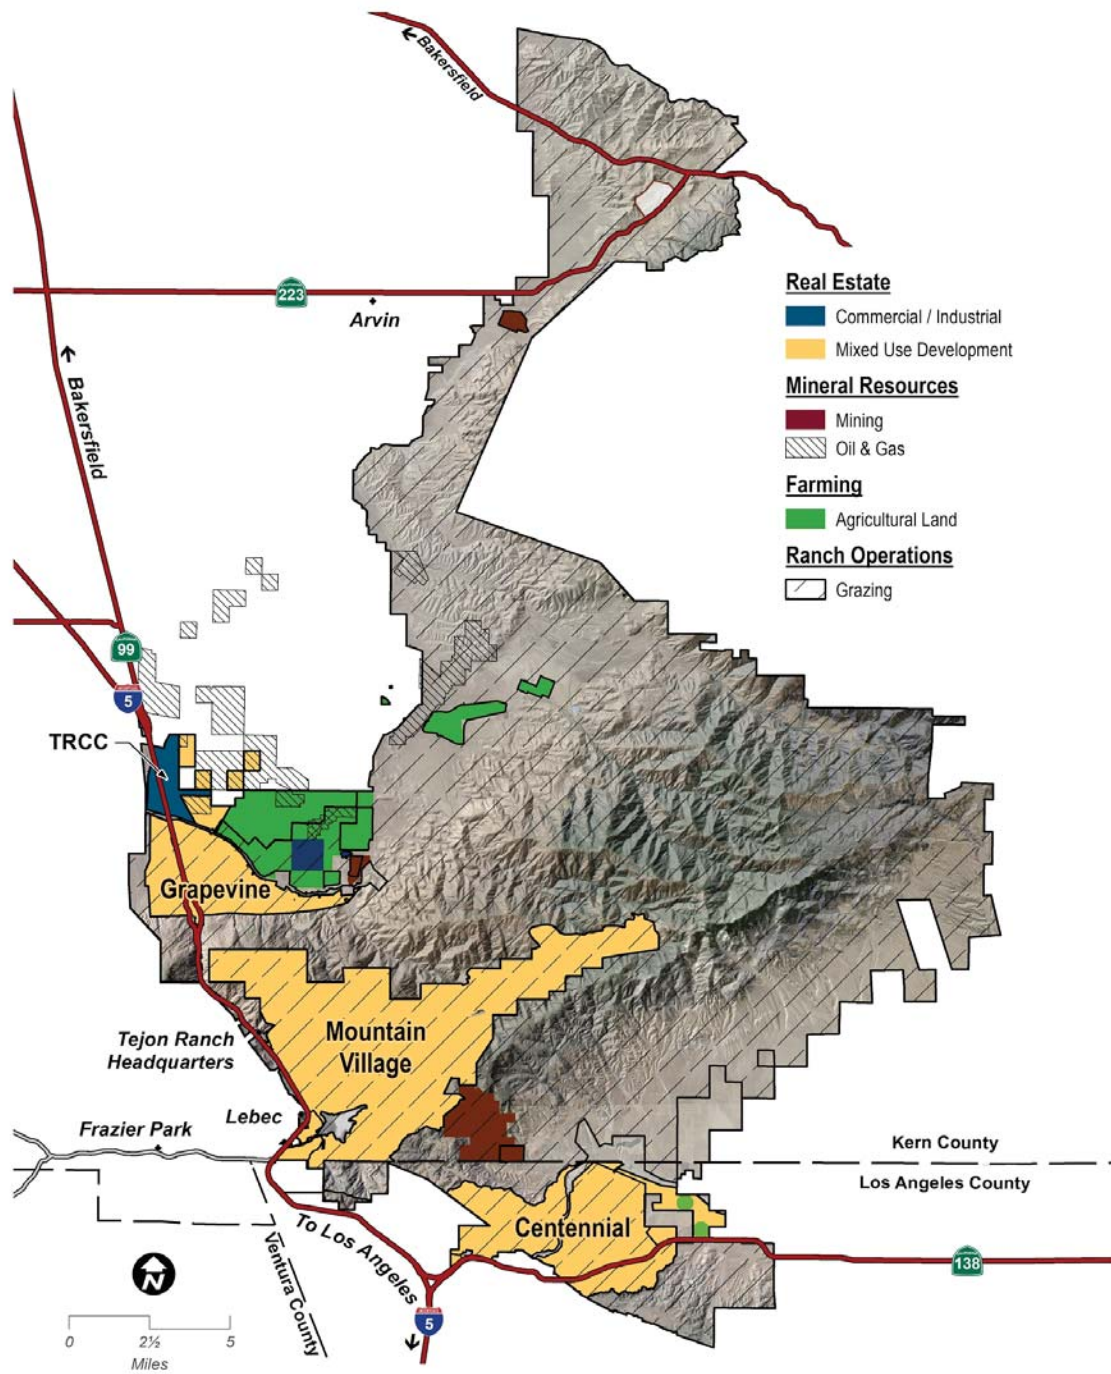 Bakersfield
223
Arvin
Real Estate
Commercial / Industrial
Mixed Use Development
Mineral Resources
Mining
Oil & Gas
Farming
Agricultural Land
Ranch Operations
Grazing
Bakersfield
99
5
TRCC
Grapevine
Mountain
Village
Tejon Ranch
Headquarters
Lebec
Frazier Park
Kern County
Los Angeles County
Centennial
To Los Angeles
Ventura County
138
N
5
0 2½ 5
Miles